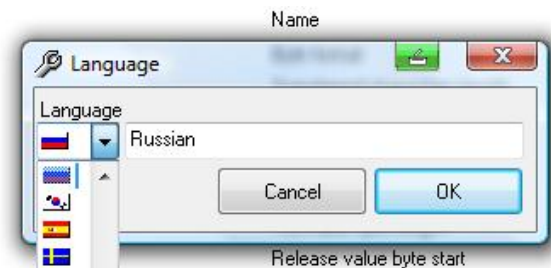 Name
Language
Language
Russian
Cancel
OK
Release value byte start